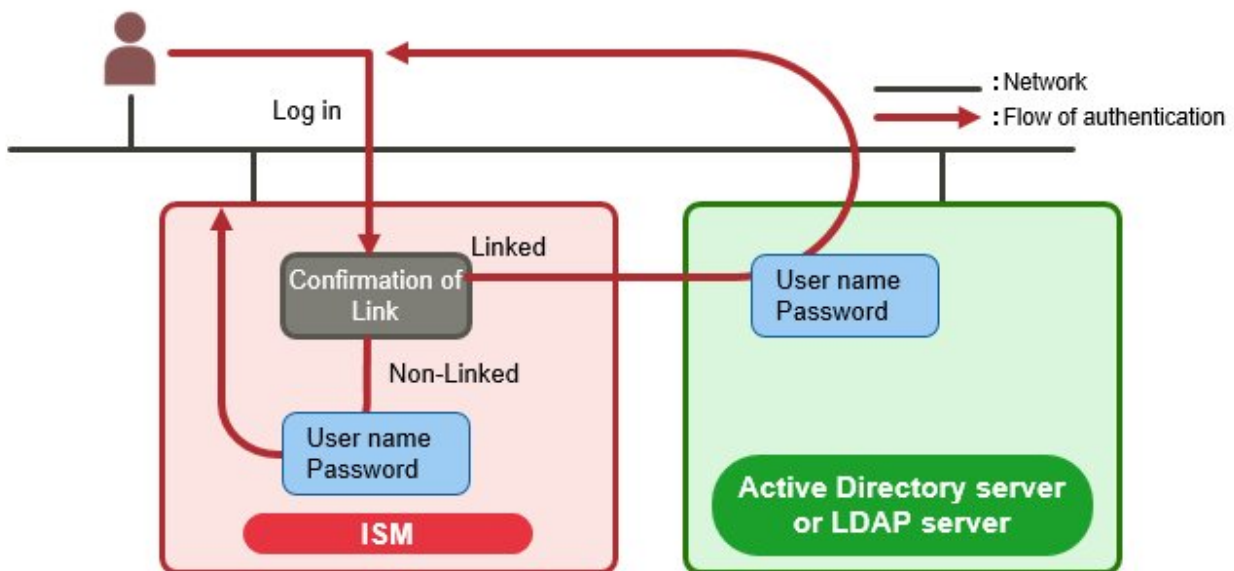 : Network
Log in
: Flow of authentication
Linked
Confirmation of
Link
User name
Password
Non-Linked
User name
Password
Active Directory server
or LDAP server
ISM